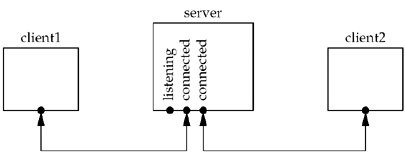 server
client1
client2
listening
connected
connected